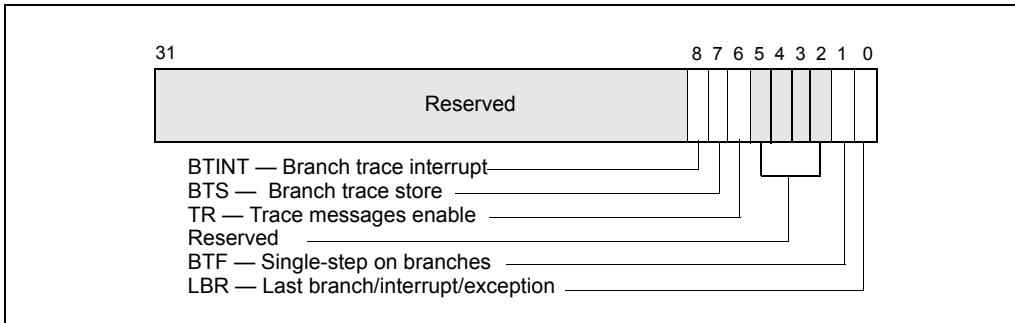 31 8 7 6 5 4 3 2 1 0
Reserved
BTINT — Branch trace interrupt
BTS — Branch trace store
TR — Trace messages enable
Reserved
BTF — Single-step on branches
LBR — Last branch/interrupt/exception